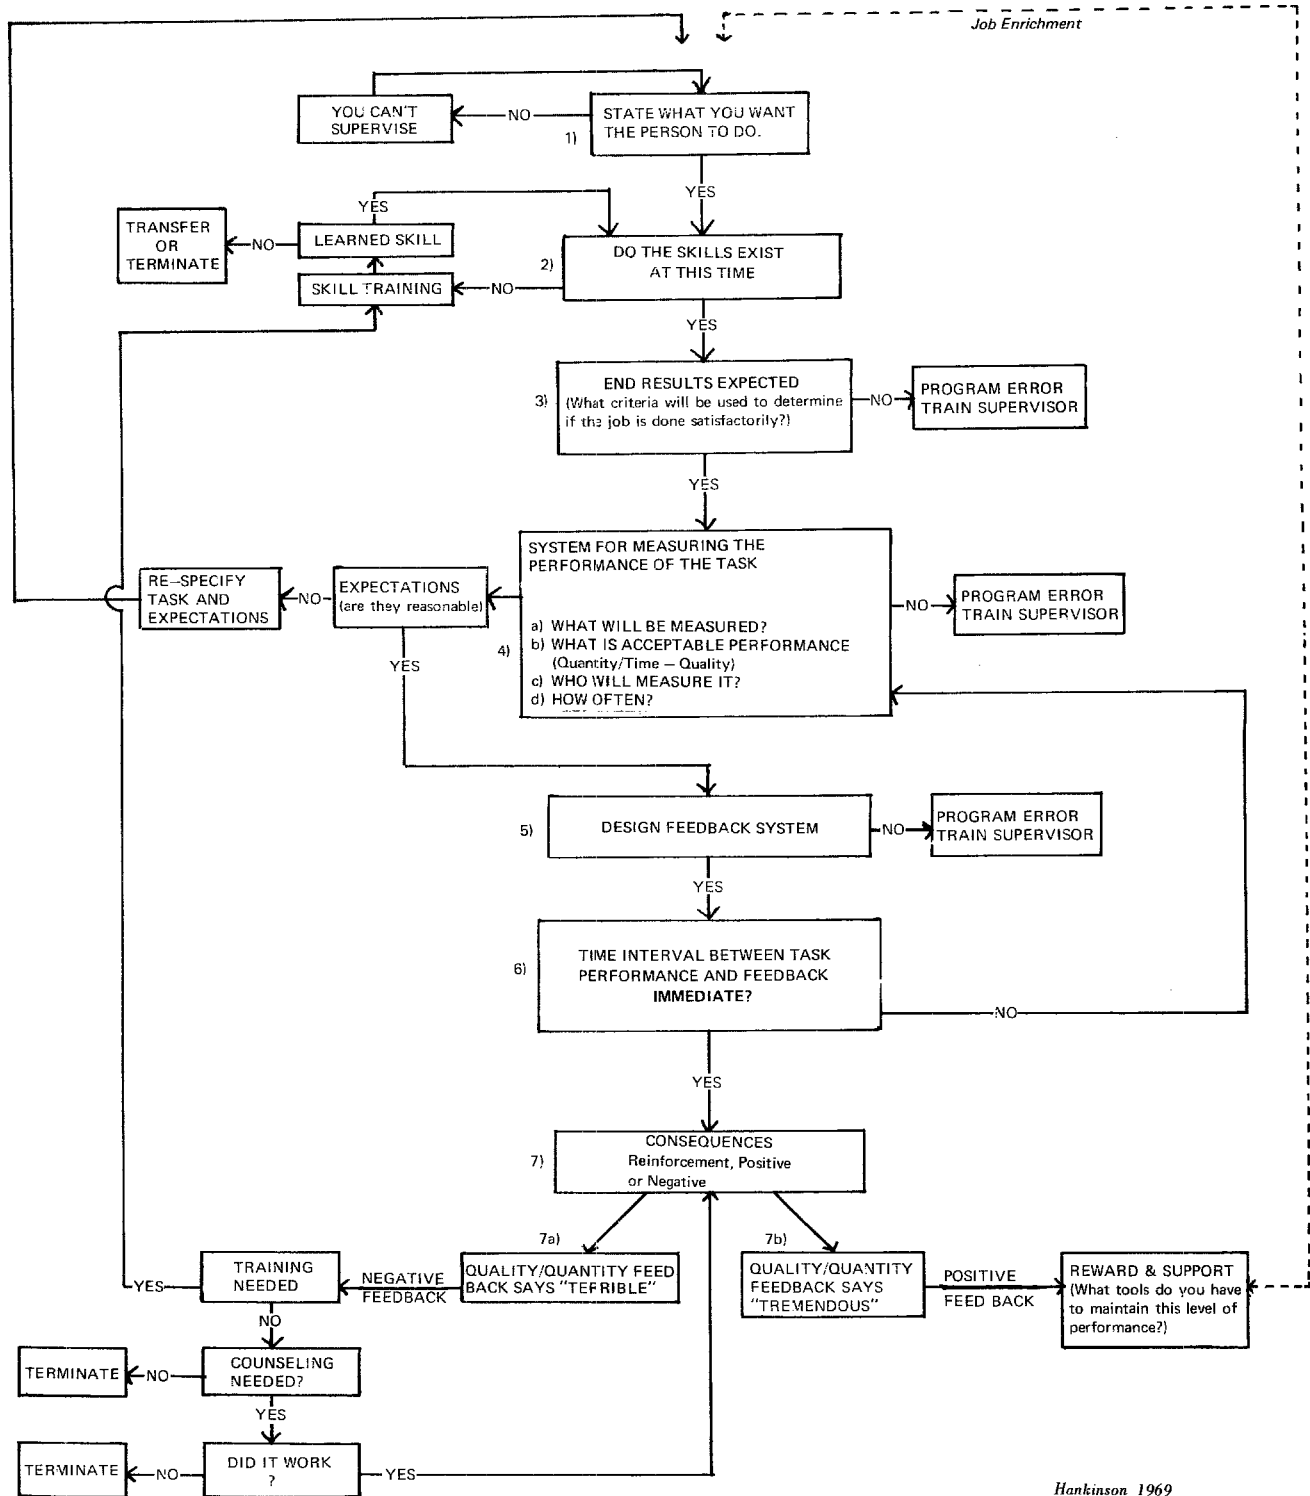 Job Enrichment
YOU CAN'T
SUPERVISE
NO
1)
STATE WHAT YOU WANT
THE PERSON TO DO.
YES
YES
TRANSFER
OR
TERMINATE
NO
LEARNED SKILL
SKILL TRAINING
NO
2)
DO THE SKILLS EXIST
AT THIS TIME
YES
3)
END RESULTS EXPECTED
(What criteria will be used to determine
if the job is done satisfactorily?)
NO
PROGRAM ERROR
TRAIN SUPERVISOR
YES
RE–SPECIFY
TASK AND
EXPECTATIONS
NO
EXPECTATIONS
(are they reasonable)
YES
4)
SYSTEM FOR MEASURING THE
PERFORMANCE OF THE TASK
a) WHAT WILL BE MEASURED?
b) WHAT IS ACCEPTABLE PERFORMANCE
(Quantity/Time – Quality)
c) WHO WILL MEASURE IT?
d) HOW OFTEN?
NO
PROGRAM ERROR
TRAIN SUPERVISOR
5)
DESIGN FEEDBACK SYSTEM
NO
PROGRAM ERROR
TRAIN SUPERVISOR
YES
6)
TIME INTERVAL BETWEEN TASK
PERFORMANCE AND FEEDBACK
IMMEDIATE?
NO
YES
7)
CONSEQUENCES
Reinforcement, Positive
or Negative
7a)
7b)
YES
TRAINING
NEEDED
NEGATIVE
FEEDBACK
QUALITY/QUANTITY FEED
BACK SAYS "TEFRIBLE"
QUALITY/QUANTITY
FEEDBACK SAYS
"TREMENDOUS"
POSITIVE
FEED BACK
REWARD & SUPPORT
(What tools do you have
to maintain this level of
performance?)
NO
TERMINATE
NO
COUNSELING
NEEDED?
YES
TERMINATE
NO
DID IT WORK
?
YES
Hankinson 1969